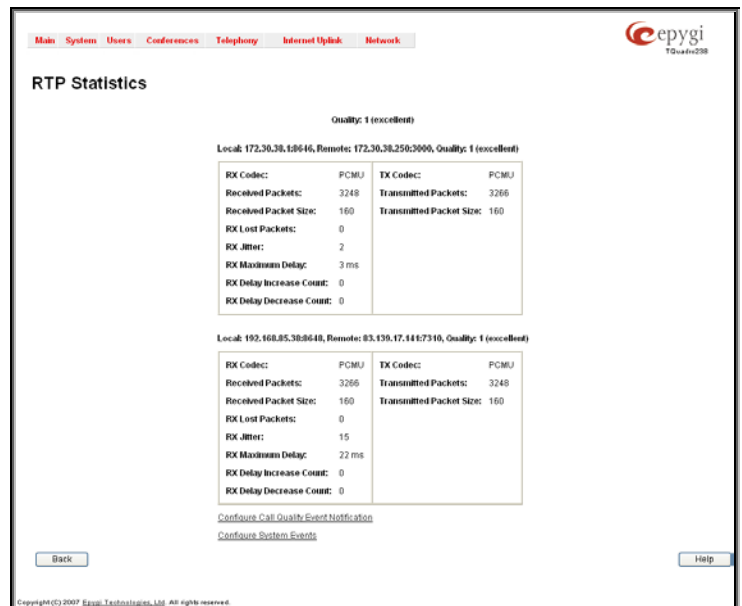 Main System Users Conferences Telephony Internet Uplink Network
epygi
TQuadro238
RTP Statistics
Quality: 1 (excellent)
Local: 172.30.38.1:8646, Remote: 172.30.38.250:3000, Quality: 1 (excellent)
RX Codec: PCMU TX Codec: PCMU
Received Packets: 3248 Transmitted Packets: 3266
Received Packet Size: 160 Transmitted Packet Size: 160
RX Lost Packets: 0
RX Jitter: 2
RX Maximum Delay: 3 ms
RX Delay Increase Count: 0
RX Delay Decrease Count: 0
Local: 192.168.85.38:8648, Remote: 83.139.17.141:7310, Quality: 1 (excellent)
RX Codec: PCMU TX Codec: PCMU
Received Packets: 3266 Transmitted Packets: 3248
Received Packet Size: 160 Transmitted Packet Size: 160
RX Lost Packets: 0
RX Jitter: 15
RX Maximum Delay: 22 ms
RX Delay Increase Count: 0
RX Delay Decrease Count: 0
Configure Call Quality Event Notification
Configure System Events
Back Help
Copyright (C) 2007 Epygi Technologies, Ltd. All rights reserved.